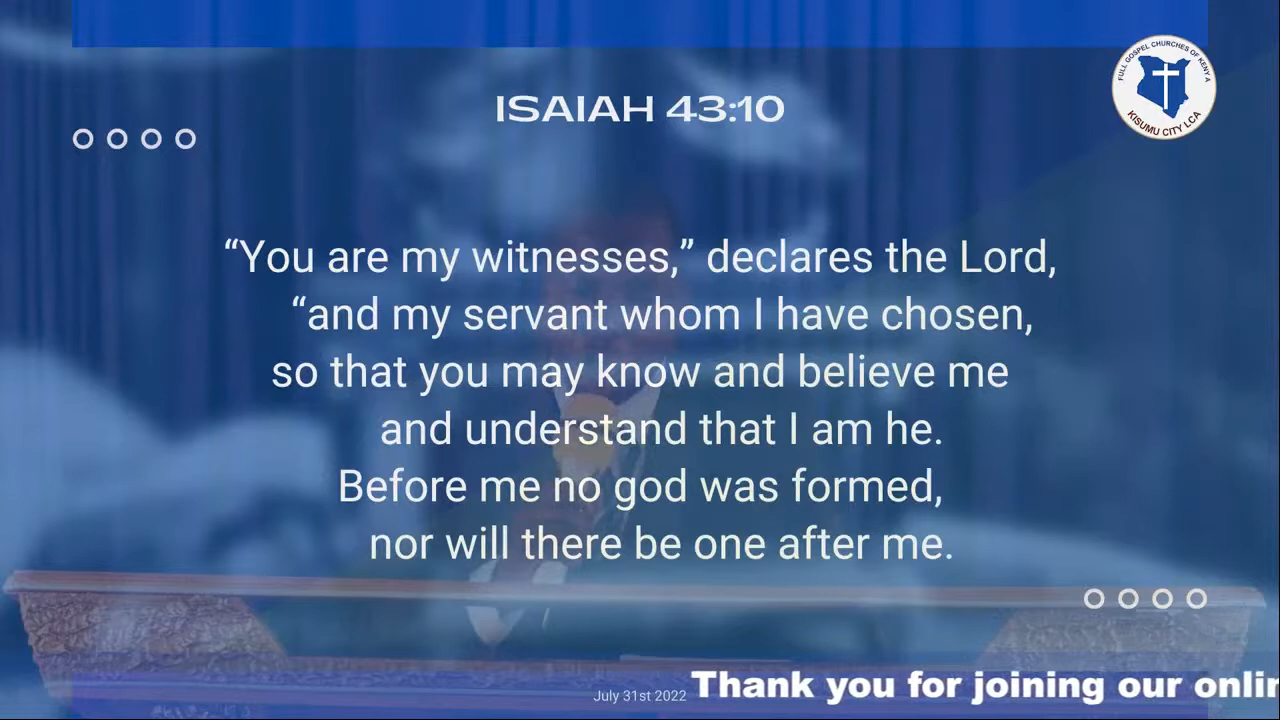 FULL GOSPEL CHURCHES OF KENYA
KISUMU CITY LCA
ISAIAH 43:10
“You are my witnesses,” declares the Lord,
“and my servant whom I have chosen,
so that you may know and believe me
and understand that I am he.
Before me no god was formed,
nor will there be one after me.
July 31st 2022
Thank you for joining our